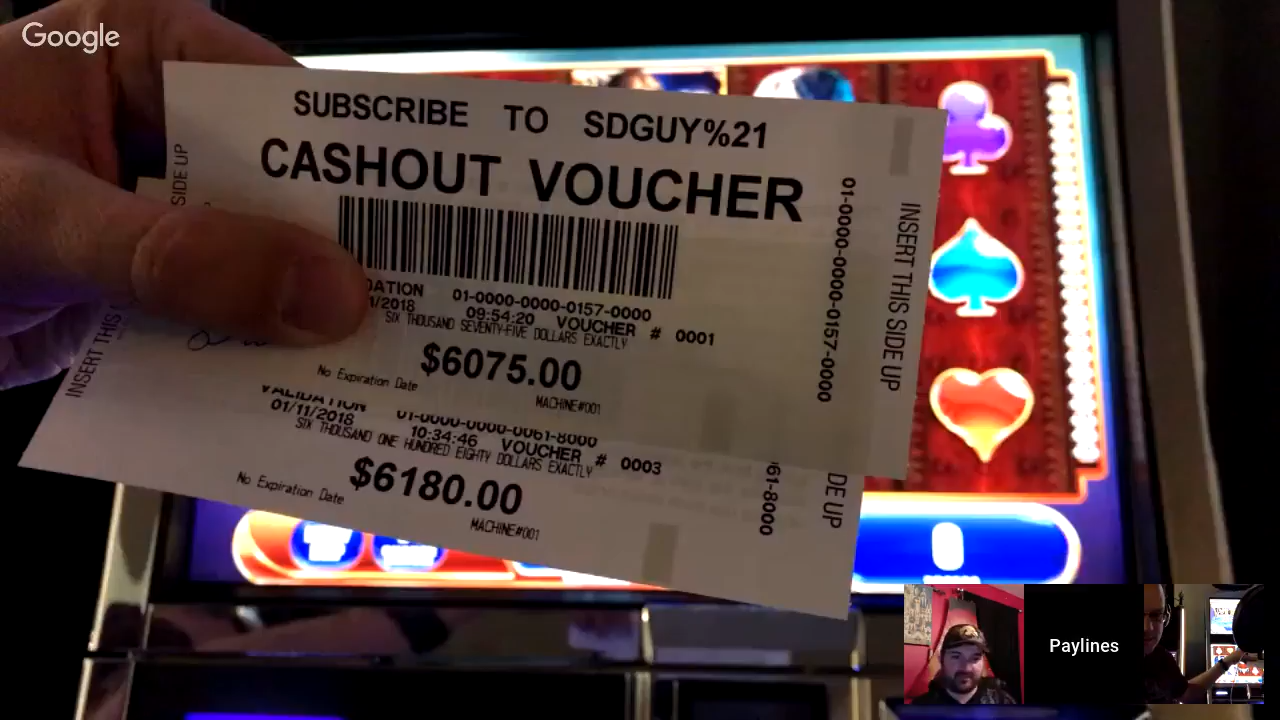 Google
SUBSCRIBE TO SDGUY%21
CASHOUT VOUCHER
SIDE UP
INSERT THIS SIDE UP
01-0000-0000-0157-0000
DATION 01-0000-0000-0157-0000
1/2018 09:54:20 VOUCHER # 0001
SIX THOUSAND SEVENTY-FIVE DOLLARS EXACTLY
$6075.00
No Expiration Date
MACHINE#001
INSERT THIS
VALIDATION 01-0000-0000-0061-8000
01/11/2018 10:34:46 VOUCHER # 0003
SIX THOUSAND ONE HUNDRED EIGHTY DOLLARS EXACTLY
$6180.00
No Expiration Date
MACHINE#001
61-8000
DE UP
0
Paylines